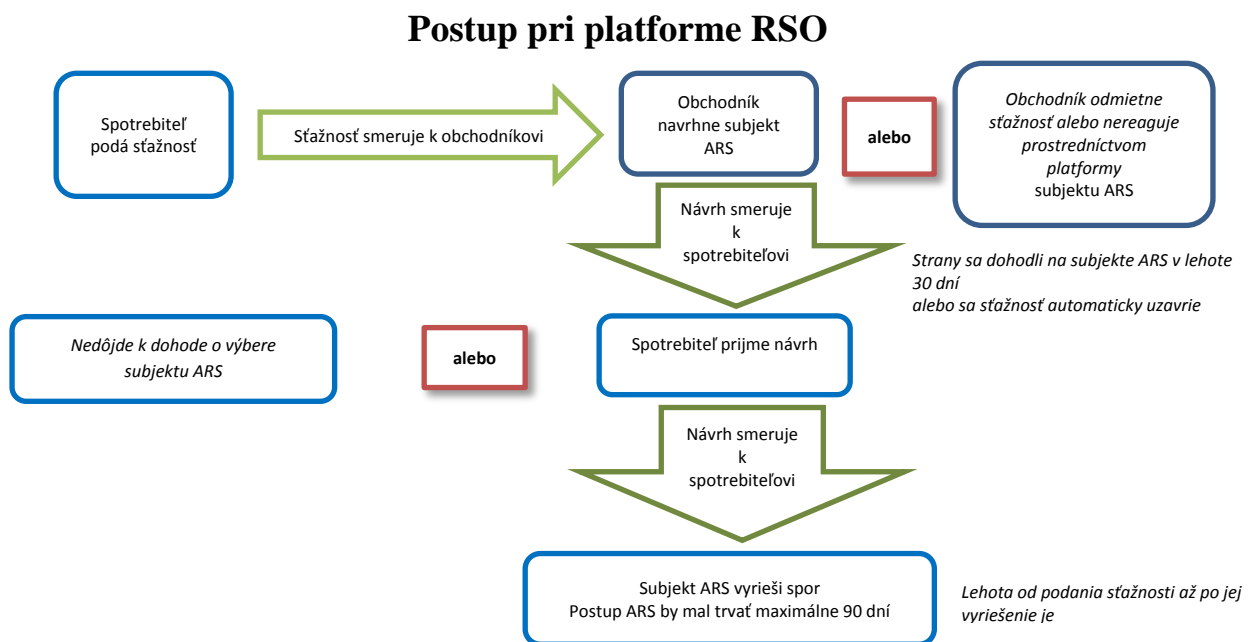 Postup pri platforme RSO
Spotrebiteľ
podá sťažnosť
Sťažnosť smeruje k obchodníkovi
Obchodník
navrhne subjekt
ARS
alebo
Obchodník odmietne
sťažnosť alebo nereaguje
prostredníctvom
platformy
subjektu ARS
Návrh smeruje
k
spotrebiteľovi
Strany sa dohodli na subjekte ARS v lehote
30 dní
alebo sa sťažnosť automaticky uzavrie
Nedôjde k dohode o výbere
subjektu ARS
alebo
Spotrebiteľ prijme návrh
Návrh smeruje
k
spotrebiteľovi
Subjekt ARS vyrieši spor
Postup ARS by mal trvať maximálne 90 dní
Lehota od podania sťažnosti až po jej
vyriešenie je